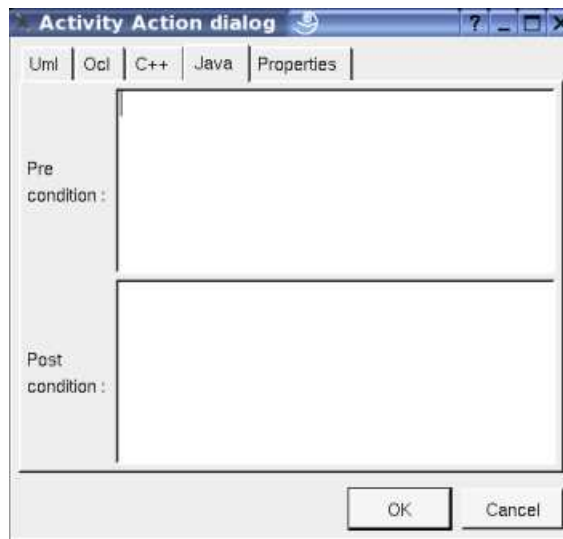 Activity Action dialog
Uml Ocl C++ Java Properties
Pre
condition :
Post
condition :
OK Cancel